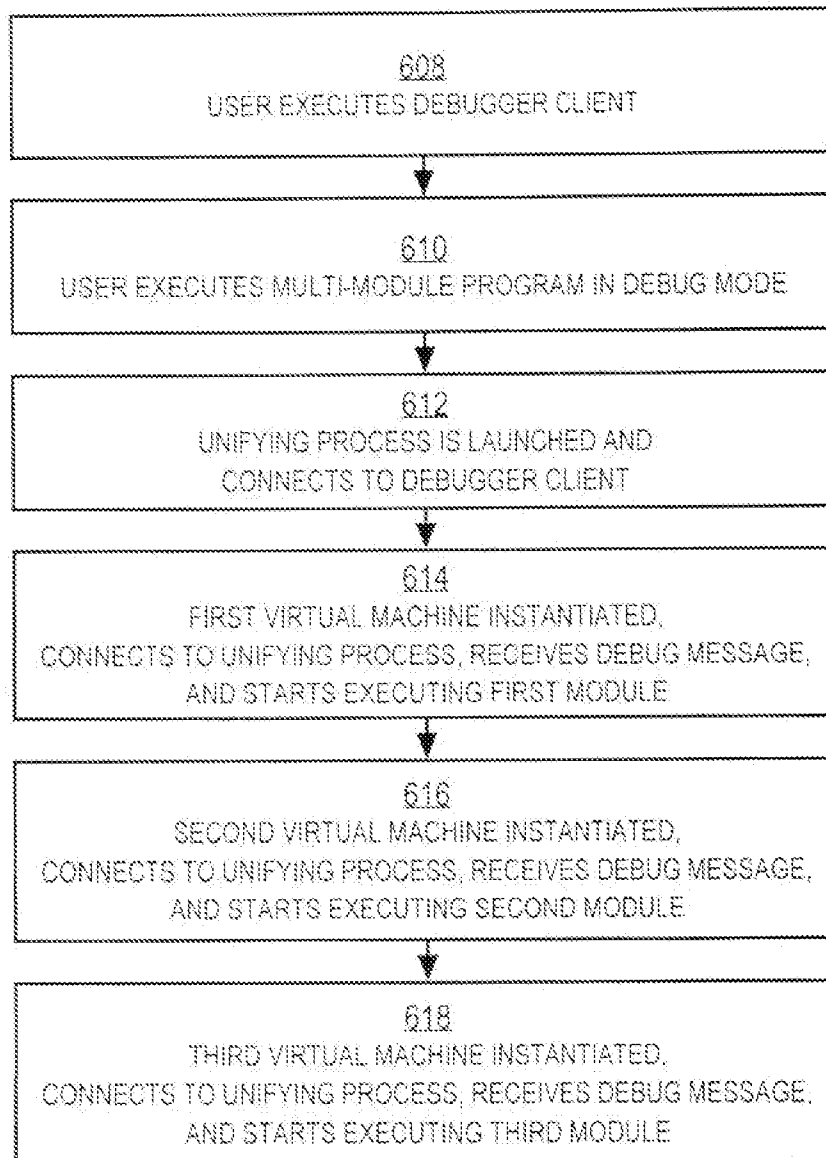 608
USER EXECUTES DEBUGGER CLIENT
610
USER EXECUTES MULTI-MODULE PROGRAM IN DEBUG MODE
612
UNIFYING PROCESS IS LAUNCHED AND
CONNECTS TO DEBUGGER CLIENT
614
FIRST VIRTUAL MACHINE INSTANTIATED,
CONNECTS TO UNIFYING PROCESS, RECEIVES DEBUG MESSAGE,
AND STARTS EXECUTING FIRST MODULE
616
SECOND VIRTUAL MACHINE INSTANTIATED,
CONNECTS TO UNIFYING PROCESS, RECEIVES DEBUG MESSAGE,
AND STARTS EXECUTING SECOND MODULE
618
THIRD VIRTUAL MACHINE INSTANTIATED,
CONNECTS TO UNIFYING PROCESS, RECEIVES DEBUG MESSAGE,
AND STARTS EXECUTING THIRD MODULE